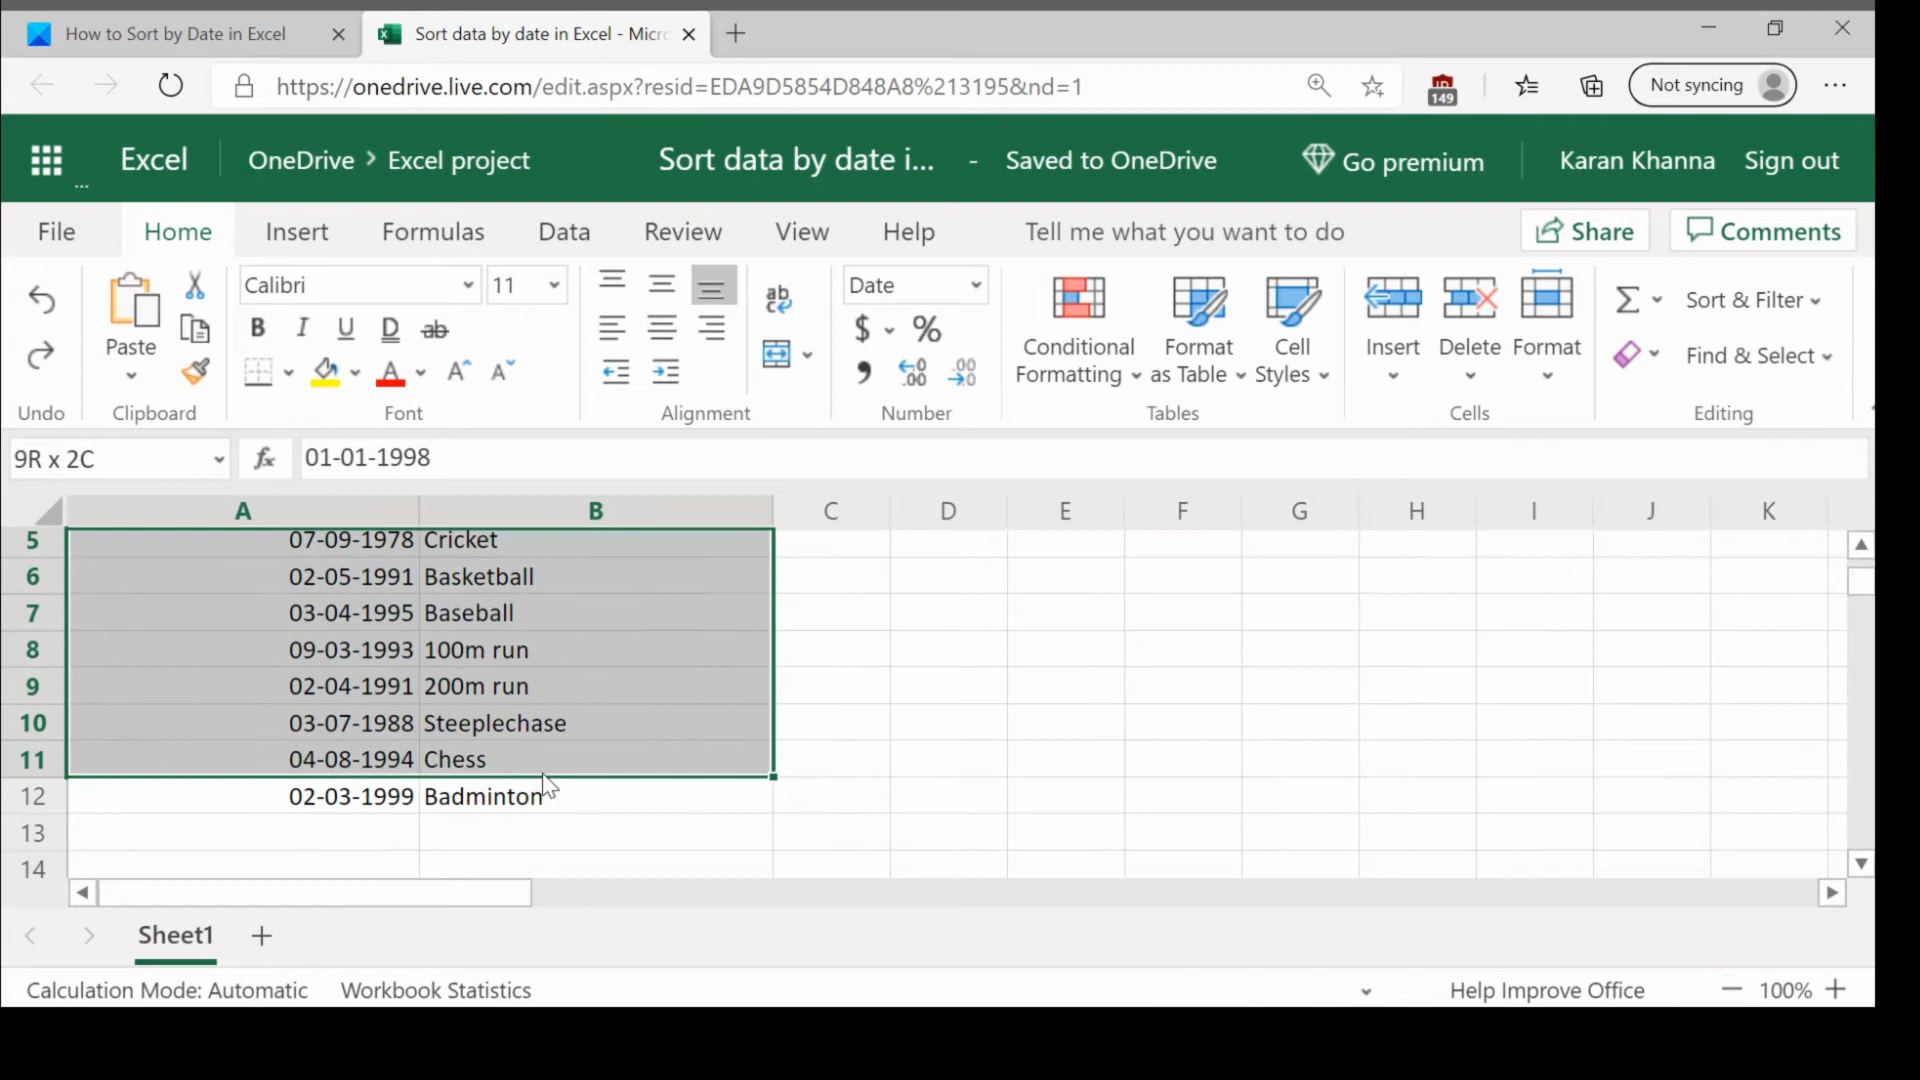 How to Sort by Date in Excel
Sort data by date in Excel - Micr
https://onedrive.live.com/edit.aspx?resid=EDA9D5854D848A8%213195&nd=1
149
Not syncing
Excel
OneDrive > Excel project
Sort data by date i... - Saved to OneDrive
Go premium
Karan Khanna
Sign out
File Home Insert Formulas Data Review View Help
Tell me what you want to do
Share
Comments
Calibri 11
Date
Sort & Filter
B I U D ab
$ % 
Find & Select
Paste
Conditional Formatting
Format as Table
Cell Styles
Insert
Delete
Format
Undo Clipboard Font Alignment Number Tables Cells Editing
9R x 2C
fx
01-01-1998
A B C D E F G H I J K
5 07-09-1978 Cricket
6 02-05-1991 Basketball
7 03-04-1995 Baseball
8 09-03-1993 100m run
9 02-04-1991 200m run
10 03-07-1988 Steeplechase
11 04-08-1994 Chess
12 02-03-1999 Badminton
13
14
Sheet1
Calculation Mode: Automatic Workbook Statistics
Help Improve Office
100%